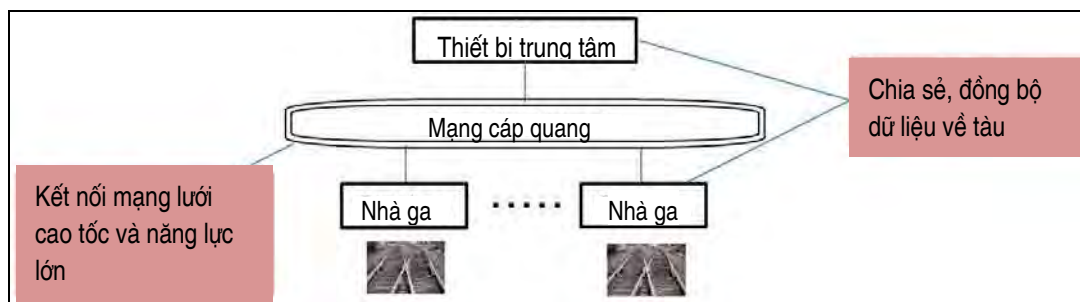 Thiết bị trung tâm
Mạng cáp quang
Chia sẻ, đồng bộ
dữ liệu về tàu
Kết nối mạng lưới
cao tốc và năng lực
lớn
Nhà ga
.....
Nhà ga